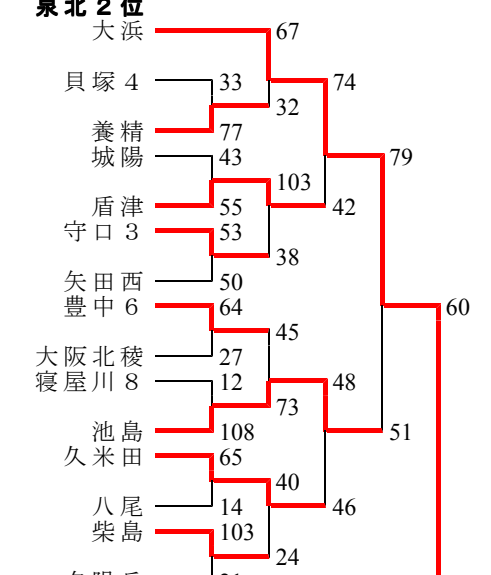 泉北２位
大浜
67
貝塚４
33
74
32
養精
77
城陽
43
79
103
盾津
55
42
守口３
53
38
矢田西
50
豊中６
64
60
45
大阪北稜
27
寝屋川８
12
48
73
池島
108
51
久米田
65
40
八尾
14
46
柴島
103
24